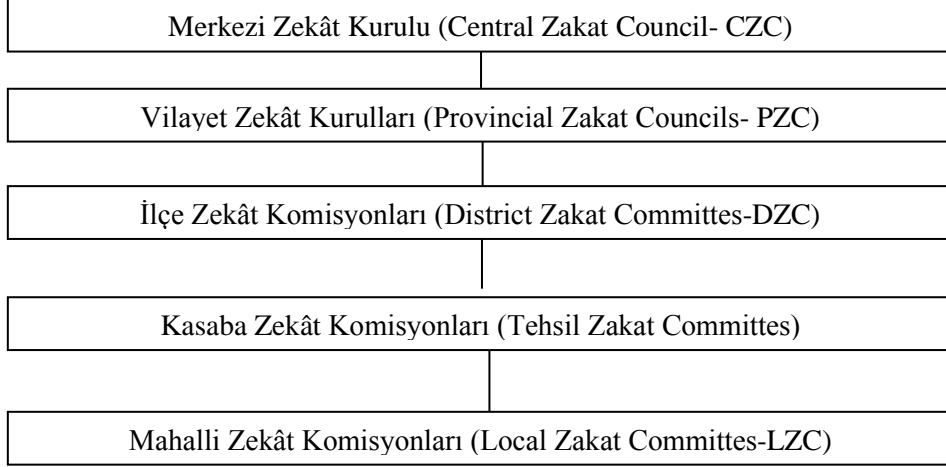 Merkezi Zekât Kurulu (Central Zakat Council- CZC)
Vilayet Zekât Kurulları (Provincial Zakat Councils- PZC)
İlçe Zekât Komisyonları (District Zakat Committes-DZC)
Kasaba Zekât Komisyonları (Tehsil Zakat Committes)
Mahalli Zekât Komisyonları (Local Zakat Committes-LZC)